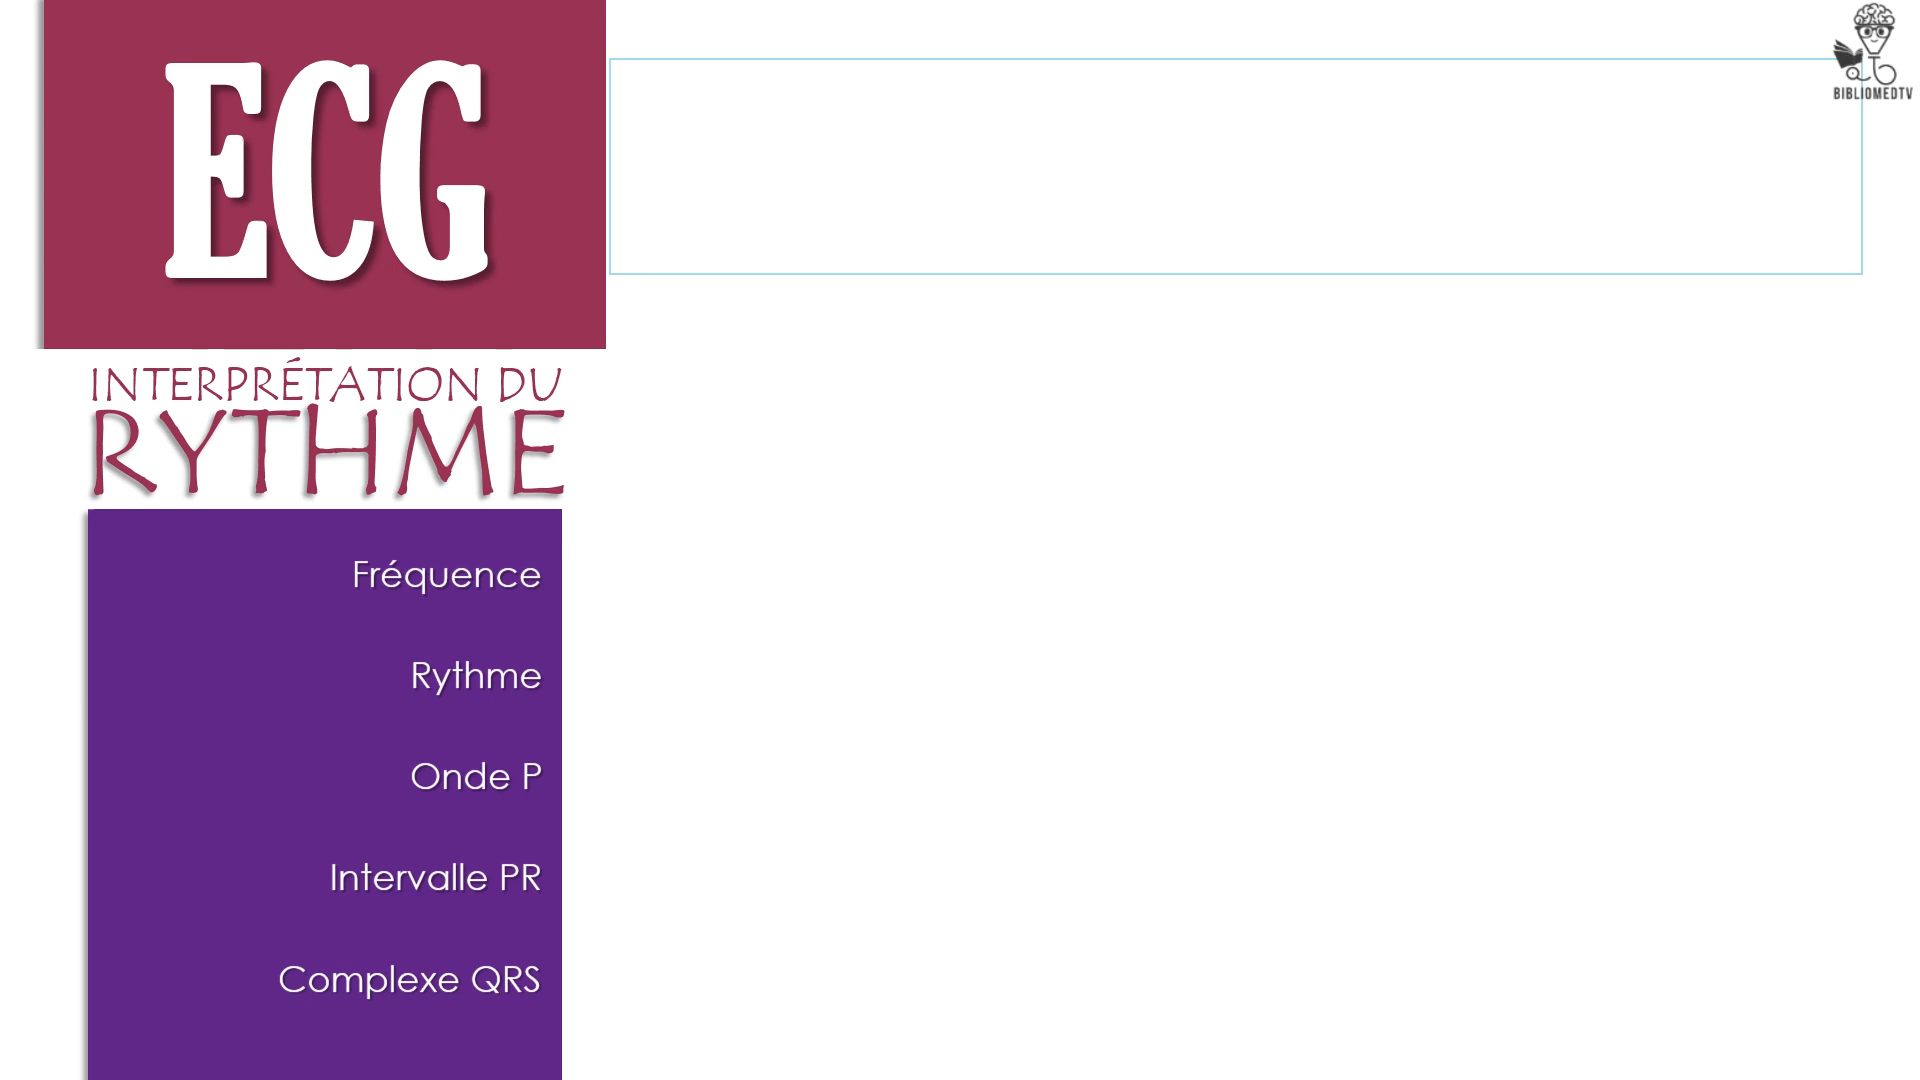 ECG
BIBLIOMEDTV
INTERPRÉTATION DU
RYTHME
Fréquence
Rythme
Onde P
Intervalle PR
Complexe QRS